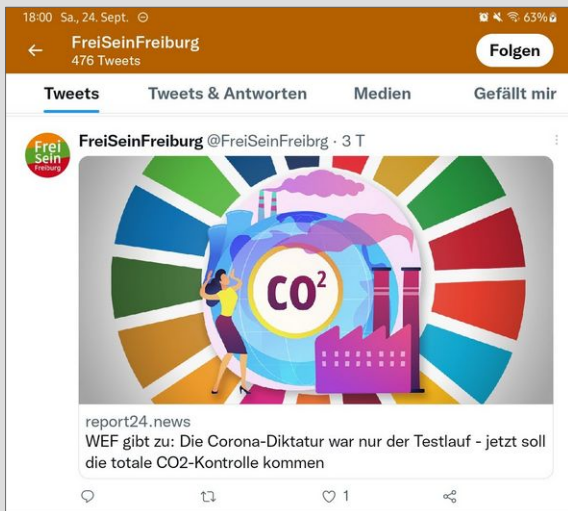 18:00 Sa., 24. Sept.
63%
FreiSeinFreiburg
476 Tweets
Folgen
Tweets Tweets & Antworten Medien Gefällt mir
Frei
Sein
Freiburg
FreiSeinFreiburg @FreiSeinFreibrg · 3 T
CO²
report24.news
WEF gibt zu: Die Corona-Diktatur war nur der Testlauf - jetzt soll
die totale CO2-Kontrolle kommen
1